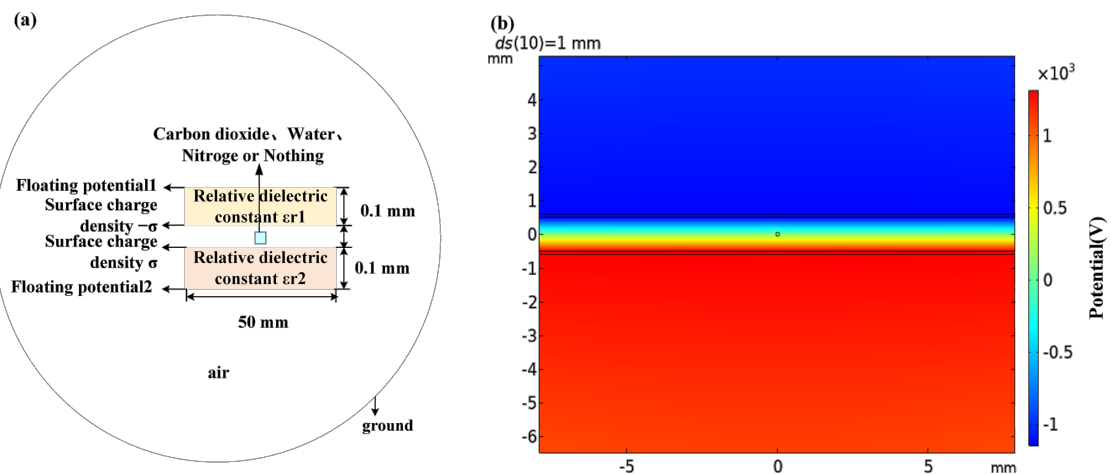 (a)
Carbon dioxide、Water、
Nitroge or Nothing
Floating potential1
Surface charge
density −σ
Surface charge
density σ
Floating potential2
Relative dielectric
constant εr1
Relative dielectric
constant εr2
0.1 mm
0.1 mm
50 mm
air
ground
(b)
ds(10)=1 mm
mm
4
3
2
1
0
-1
-2
-3
-4
-5
-6
-5
0
5
mm
×10³
1
0.5
0
-0.5
-1
Potential(V)